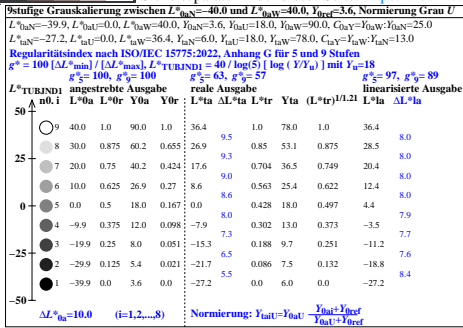 9stufige Grauskalierung zwischen L*0aN=−40.0 und L*0aW=40.0, Y0ref=3.6, Normierung Grau U
L*0aN=−39.9, L*0aU=0.0, L*0aW=40.0, Y0aN=3.6, Y0aU=18.0, Y0aW=90.0, C0aY=Y0aW:Y0aN=25.0
L*taN=−27.2, L*taU=0.0, L*taW=36.4, YtaN=6.0, YtaU=18.0, YtaW=78.0, CtaY=YtaW:YtaN=13.0
Regularitätsindex nach ISO/IEC 15775:2022, Anhang G für 5 und 9 Stufen
g* = 100 [ΔL*min] / [ΔL*max], L*TUBJND1 = 40 / log(5) [ log ( Y/Yu) ] mit Yu=18
g*5= 100, g*9= 100 g*5= 63, g*9= 57 g*5= 97, g*9= 89
L*TUBJND1 angestrebte Ausgabe reale Ausgabe linearisierte Ausgabe
n0. i L*0a L*0r Y0a Y0r L*ta ΔL*ta L*tr Yta (L*tr)1/1.21 L*la ΔL*la
9 40.0 1.0 90.0 1.0 36.4 1.0 78.0 1.0 36.4
9.5 8.0
50
8 30.0 0.875 60.2 0.655 26.9 0.85 53.1 0.875 28.5
9.3 8.0
7 20.0 0.75 40.2 0.424 17.6 0.704 36.5 0.749 20.4
25
9.0 8.0
6 10.0 0.625 26.9 0.27 8.6 0.563 25.4 0.622 12.4
8.6 8.0
0
5 0.0 0.5 18.0 0.167 0.0 0.428 18.0 0.497 4.4
8.0 7.9
4 −9.9 0.375 12.0 0.098 −7.9 0.302 13.0 0.373 −3.5
7.3 7.7
3 −19.9 0.25 8.0 0.051 −15.3 0.188 9.7 0.251 −11.2
−25
6.5 7.6
2 −29.9 0.125 5.4 0.021 −21.7 0.086 7.5 0.132 −18.8
5.5 8.4
1 −39.9 0.0 3.6 0.0 −27.2 0.0 6.0 0.0 −27.2
−50
ΔL*0a=10.0 (i=1,2,...,8) Normierung: YtaiU=Y0aU (Y0ai+Y0ref)/(Y0aU+Y0ref)